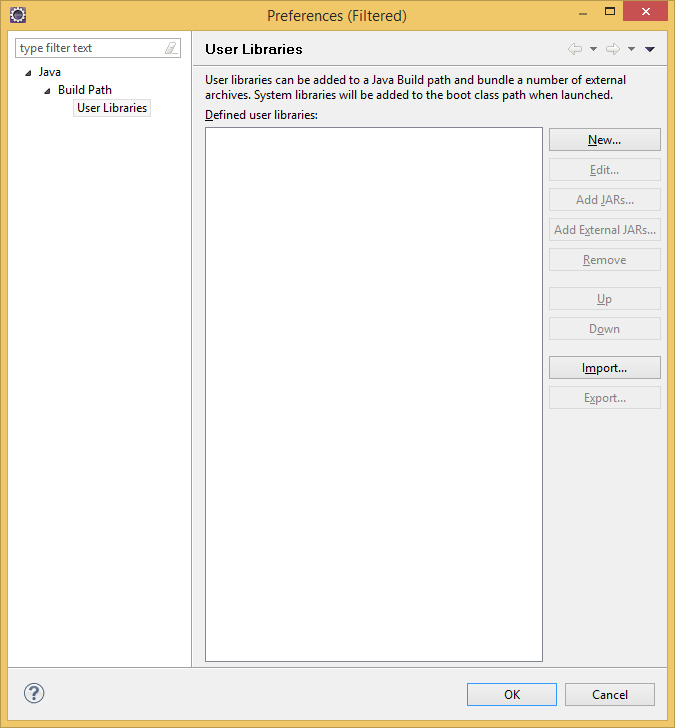 Preferences (Filtered)
type filter text
Java
Build Path
User Libraries
User Libraries
User libraries can be added to a Java Build path and bundle a number of external
archives. System libraries will be added to the boot class path when launched.
Defined user libraries:
New...
Edit...
Add JARs...
Add External JARs...
Remove
Up
Down
Import...
Export...
?
OK
Cancel